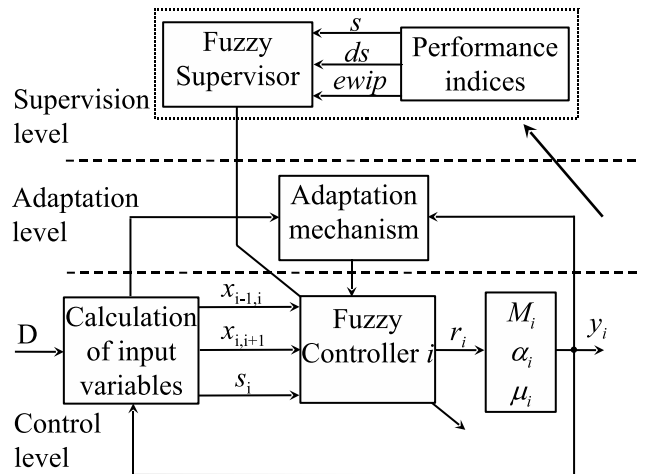 Fuzzy
Supervisor
s
ds
ewip
Performance
indices
Supervision
level
Adaptation
level
Adaptation
mechanism
D
Calculation
of input
variables
x_{i-1,i}
x_{i,i+1}
s_i
Fuzzy
Controller i
r_i
M_i
α_i
μ_i
y_i
Control
level